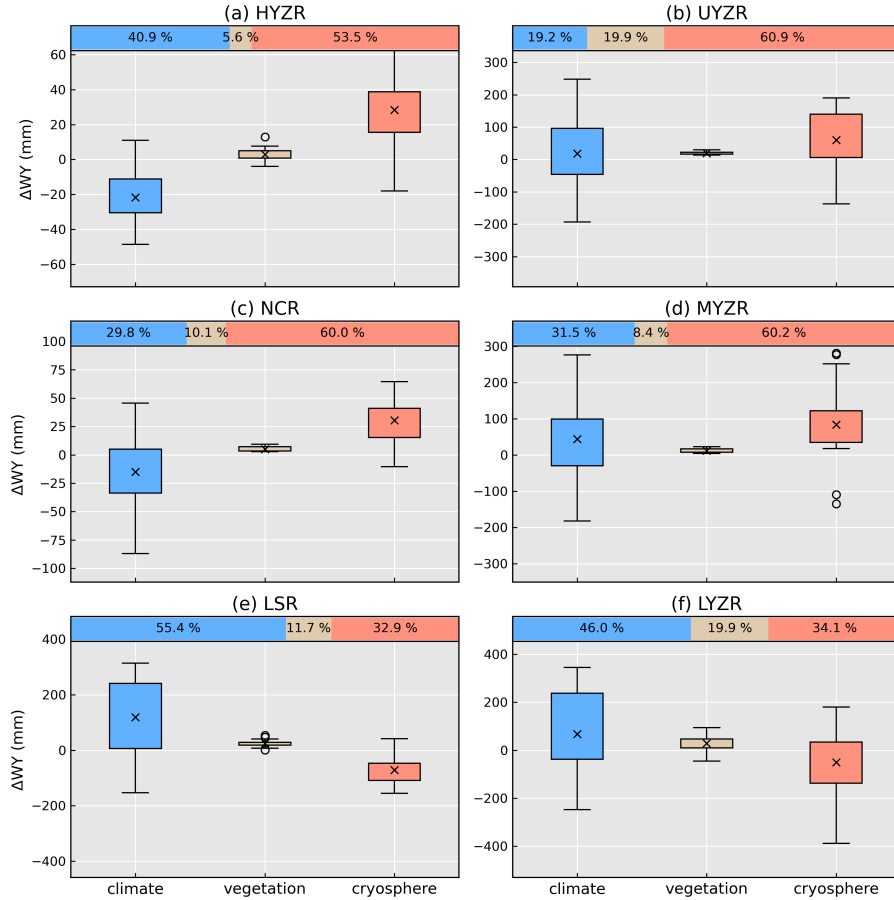 (a) HYZR
40.9 % 5.6 % 53.5 %
60
40
20
0
−20
−40
−60
ΔWY (mm)
(b) UYZR
19.2 % 19.9 % 60.9 %
300
200
100
0
−100
−200
−300
(c) NCR
29.8 % 10.1 % 60.0 %
100
75
50
25
0
−25
−50
−75
−100
ΔWY (mm)
(d) MYZR
31.5 % 8.4 % 60.2 %
300
200
100
0
−100
−200
−300
(e) LSR
55.4 % 11.7 % 32.9 %
400
200
0
−200
−400
ΔWY (mm)
climate vegetation cryosphere
(f) LYZR
46.0 % 19.9 % 34.1 %
400
200
0
−200
−400
climate vegetation cryosphere